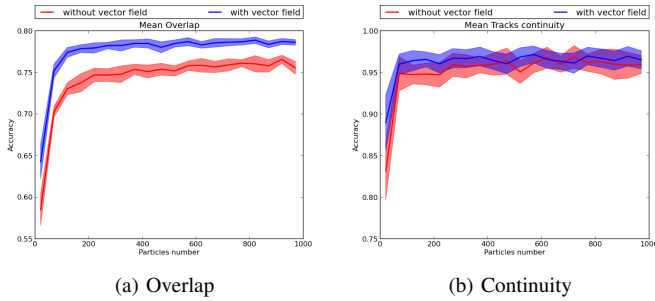 without vector field with vector field
Mean Overlap
0.80
0.75
0.70
0.65
0.60
0.55
Accuracy
0 200 400 600 800 1000
Particles number
(a) Overlap
without vector field with vector field
Mean Tracks continuity
1.00
0.95
0.90
0.85
0.80
0.75
Accuracy
0 200 400 600 800 1000
Particles number
(b) Continuity